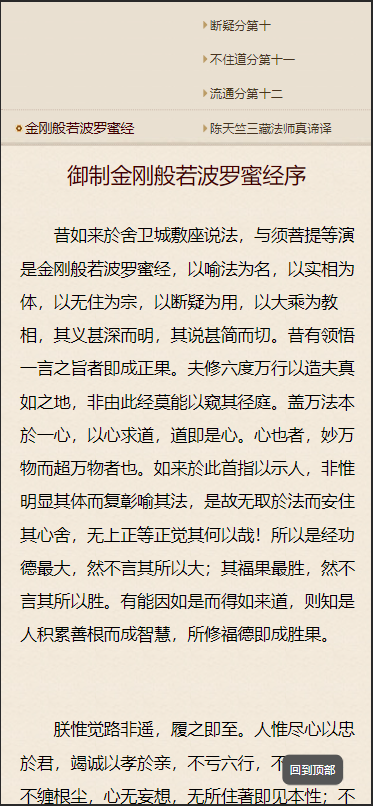 断疑分第十
不住道分第十一
流通分第十二
金刚般若波罗蜜经
陈天竺三藏法师真谛译
御制金刚般若波罗蜜经序
昔如来於舍卫城敷座说法，与须菩提等演
是金刚般若波罗蜜经，以喻法为名，以实相为
体，以无住为宗，以断疑为用，以大乘为教
相，其义甚深而明，其说甚简而切。昔有领悟
一言之旨者即成正果。夫修六度万行以造夫真
如之地，非由此经莫能以窥其径庭。盖万法本
於一心，以心求道，道即是心。心也者，妙万
物而超万物者也。如来於此首指以示人，非惟
明显其体而复彰喻其法，是故无取於法而安住
其心舍，无上正等正觉其何以哉！所以是经功
德最大，然不言其所以大；其福果最胜，然不
言其所以胜。有能因如是而得如来道，则知是
人积累善根而成智慧，所修福德即成胜果。
朕惟觉路非遥，履之即至。人惟尽心以忠
於君，竭诚以孝於亲，不亏六行，不
不缠根尘，心无妄想，无所住著即见本性；不
回到顶部